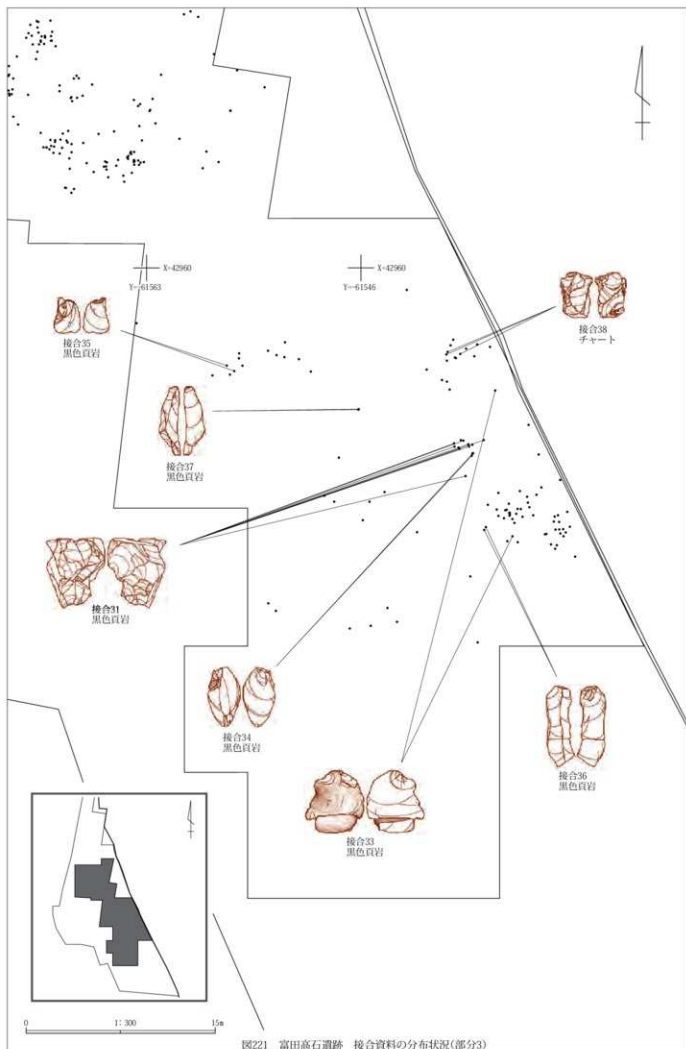 X=42960
Y=-61563
X=42960
Y=-61546
接合35
黒色頁岩
接合38
チャート
接合37
黒色頁岩
接合31
黒色頁岩
接合34
黒色頁岩
接合36
黒色頁岩
接合33
黒色頁岩
0
1:300
15m
図221 富田高石遺跡 接合資料の分布状況(部分3)